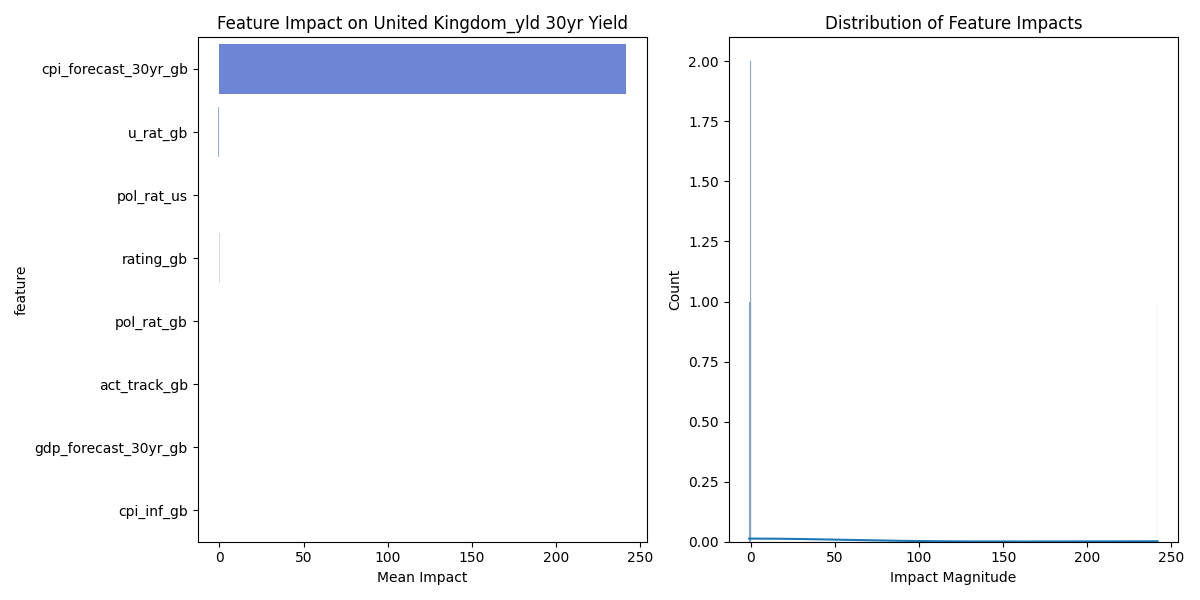 Feature Impact on United Kingdom_yld 30yr Yield
feature
cpi_forecast_30yr_gb
u_rat_gb
pol_rat_us
rating_gb
pol_rat_gb
act_track_gb
gdp_forecast_30yr_gb
cpi_inf_gb
0 50 100 150 200 250
Mean Impact
Distribution of Feature Impacts
Count
2.00
1.75
1.50
1.25
1.00
0.75
0.50
0.25
0.00
0 50 100 150 200 250
Impact Magnitude